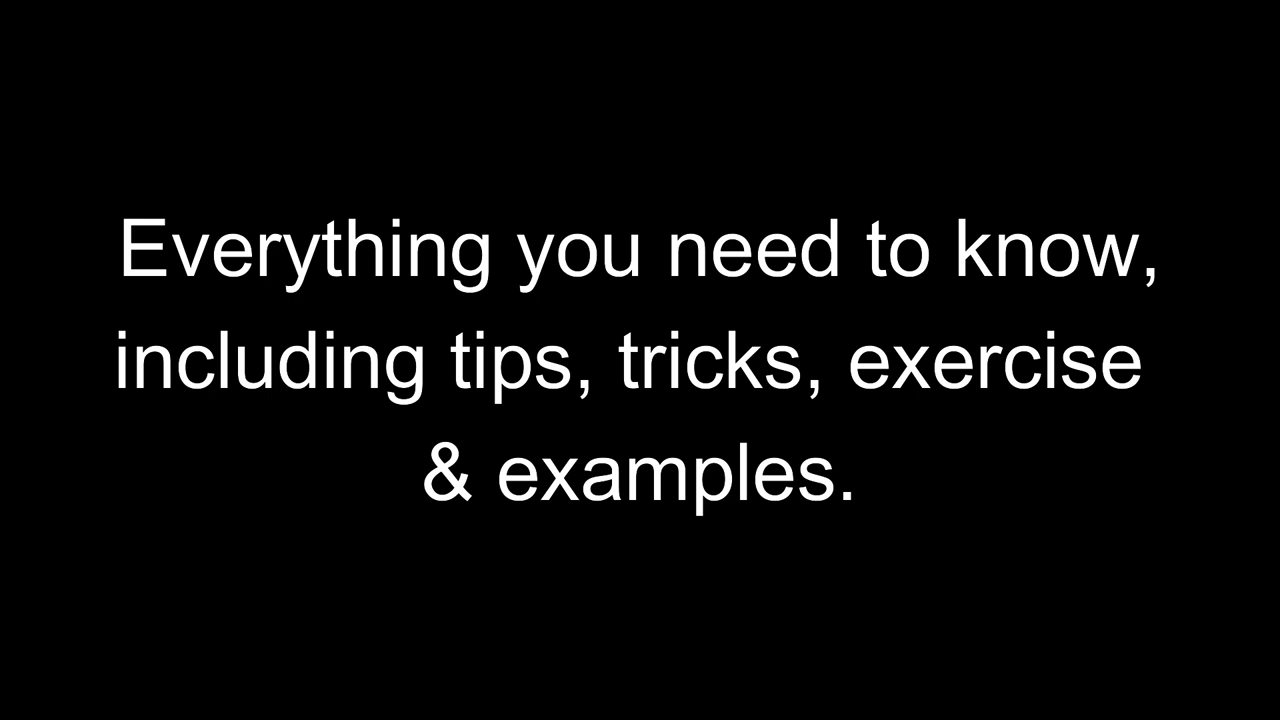 Everything you need to know,
including tips, tricks, exercise
& examples.